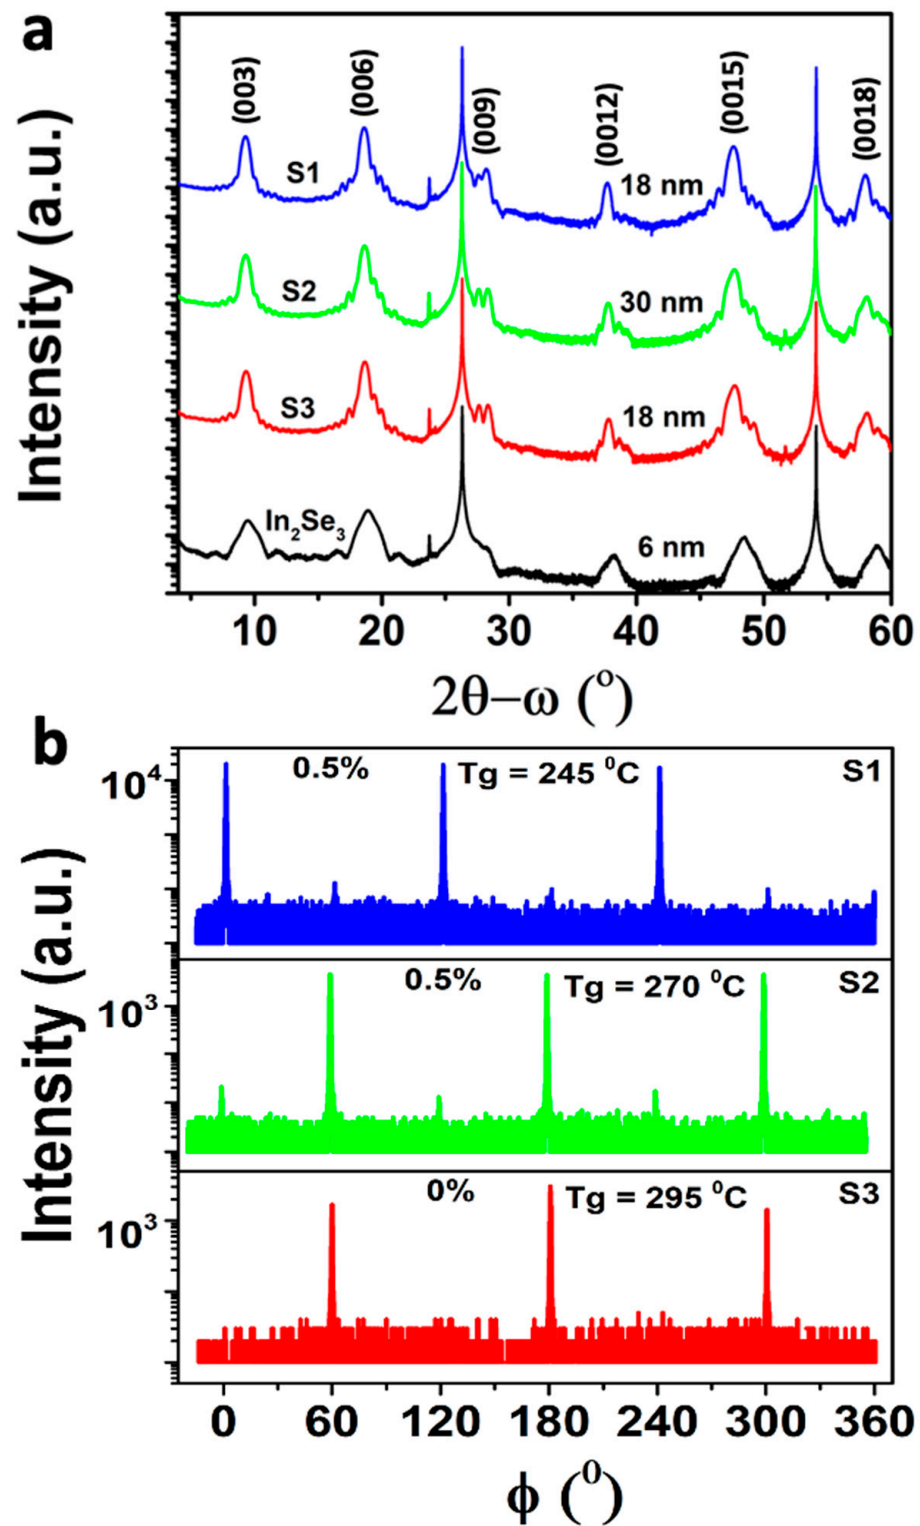 a
Intensity (a.u.)
(003)
(006)
(009)
(0012)
(0015)
(0018)
S1
18 nm
S2
30 nm
S3
18 nm
In₂Se₃
6 nm
10 20 30 40 50 60
2θ−ω (°)
b
Intensity (a.u.)
10⁴
0.5% Tg = 245 ⁰C S1
10³
0.5% Tg = 270 ⁰C S2
10³
0% Tg = 295 ⁰C S3
0 60 120 180 240 300 360
ϕ (⁰)